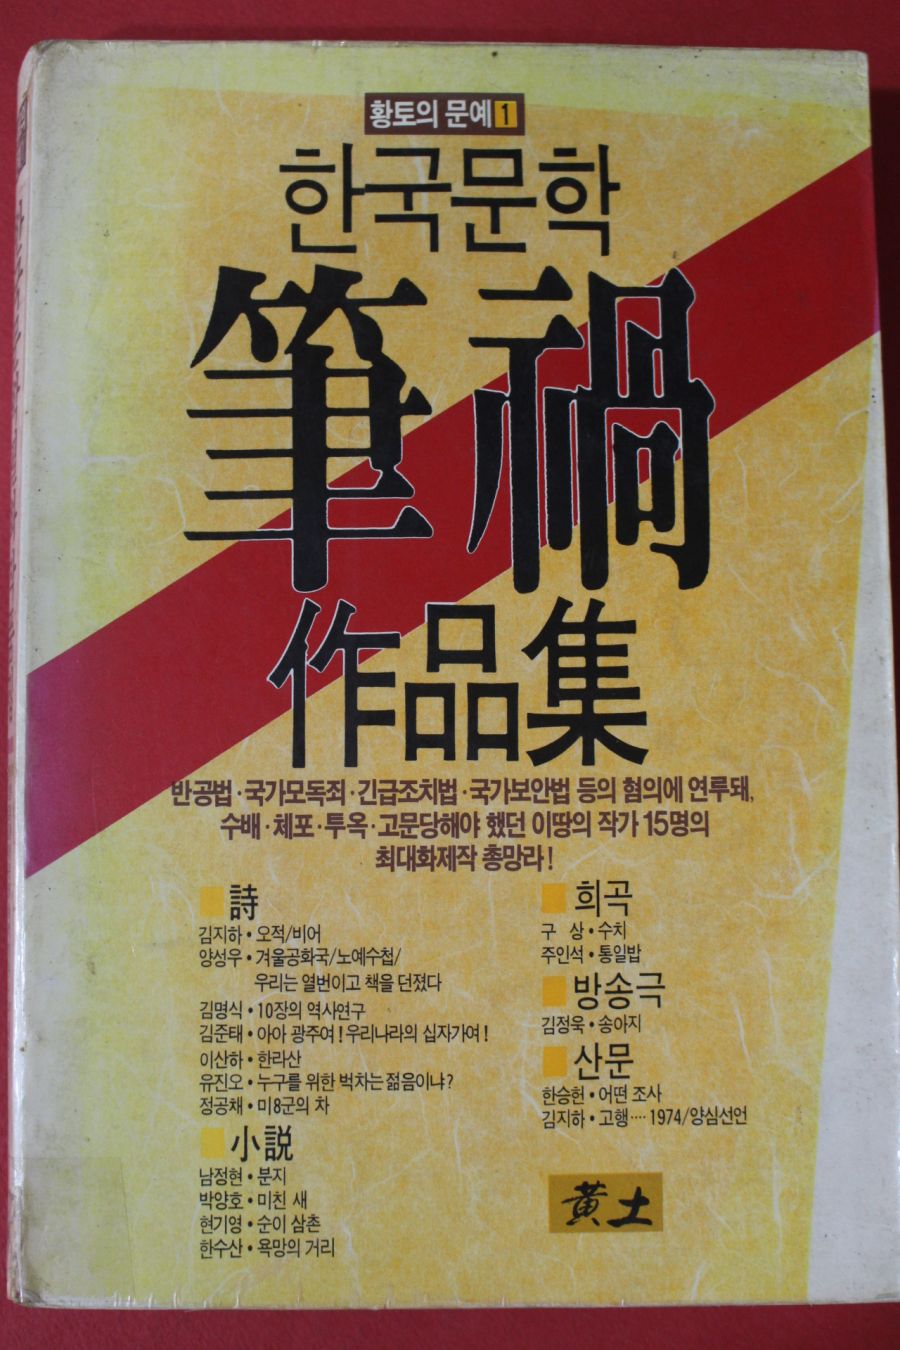 황토의 문예 1
한국문학
筆禍
作品集
반공법·국가모독죄·긴급조치법·국가보안법 등의 혐의에 연루돼,
수배·체포·투옥·고문당해야 했던 이땅의 작가 15명의
최대화제작 총망라!
詩
김지하·오적/비어
양성우·겨울공화국/노예수첩/
우리는 열번이고 책을 던졌다
김명식·10장의 역사연구
김준태·아아 광주여! 우리나라의 십자가여!
이산하·한라산
유진오·누구를 위한 벅차는 젊음이냐?
정공채·미8군의 차
小説
남정현·분지
박양호·미친 새
현기영·순이 삼촌
한수산·욕망의 거리
희곡
구 상·수치
주인석·통일밥
방송극
김정욱·송아지
산문
한승헌·어떤 조사
김지하·고행····1974/양심선언
黃土